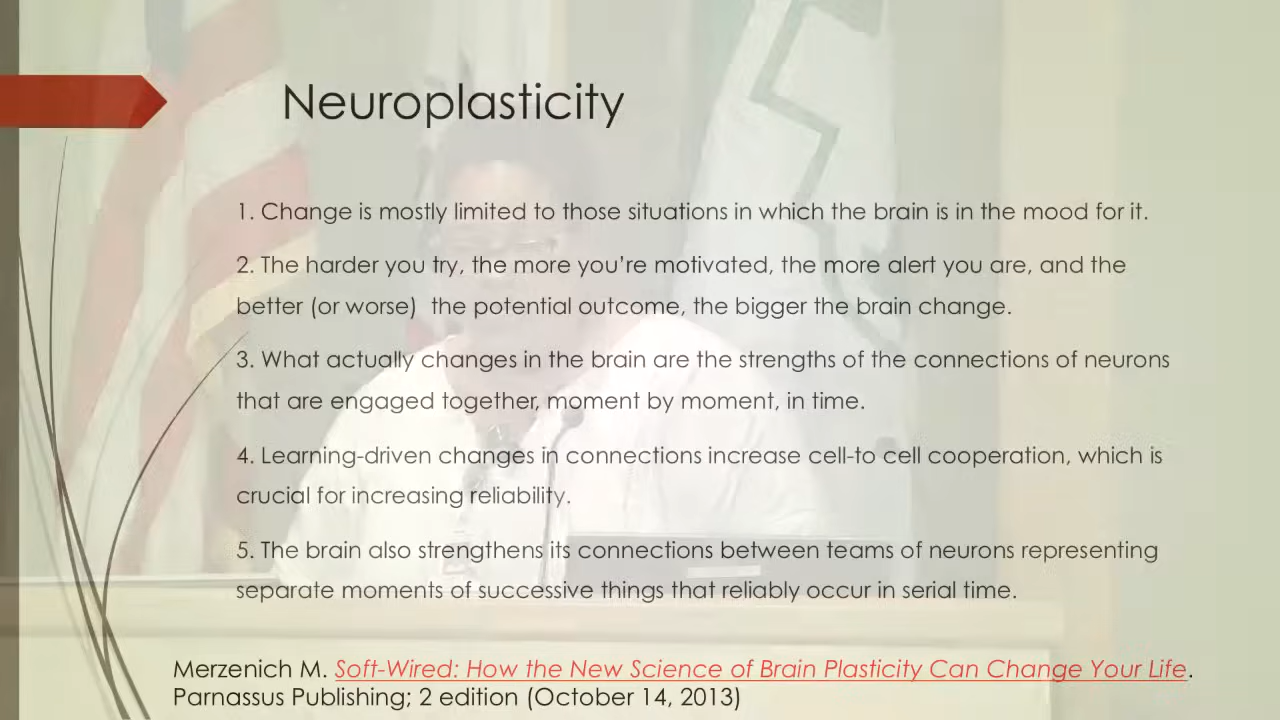 Neuroplasticity
1. Change is mostly limited to those situations in which the brain is in the mood for it.
2. The harder you try, the more you’re motivated, the more alert you are, and the
better (or worse)  the potential outcome, the bigger the brain change.
3. What actually changes in the brain are the strengths of the connections of neurons
that are engaged together, moment by moment, in time.
4. Learning-driven changes in connections increase cell-to cell cooperation, which is
crucial for increasing reliability.
5. The brain also strengthens its connections between teams of neurons representing
separate moments of successive things that reliably occur in serial time.
Merzenich M. Soft-Wired: How the New Science of Brain Plasticity Can Change Your Life.
Parnassus Publishing; 2 edition (October 14, 2013)